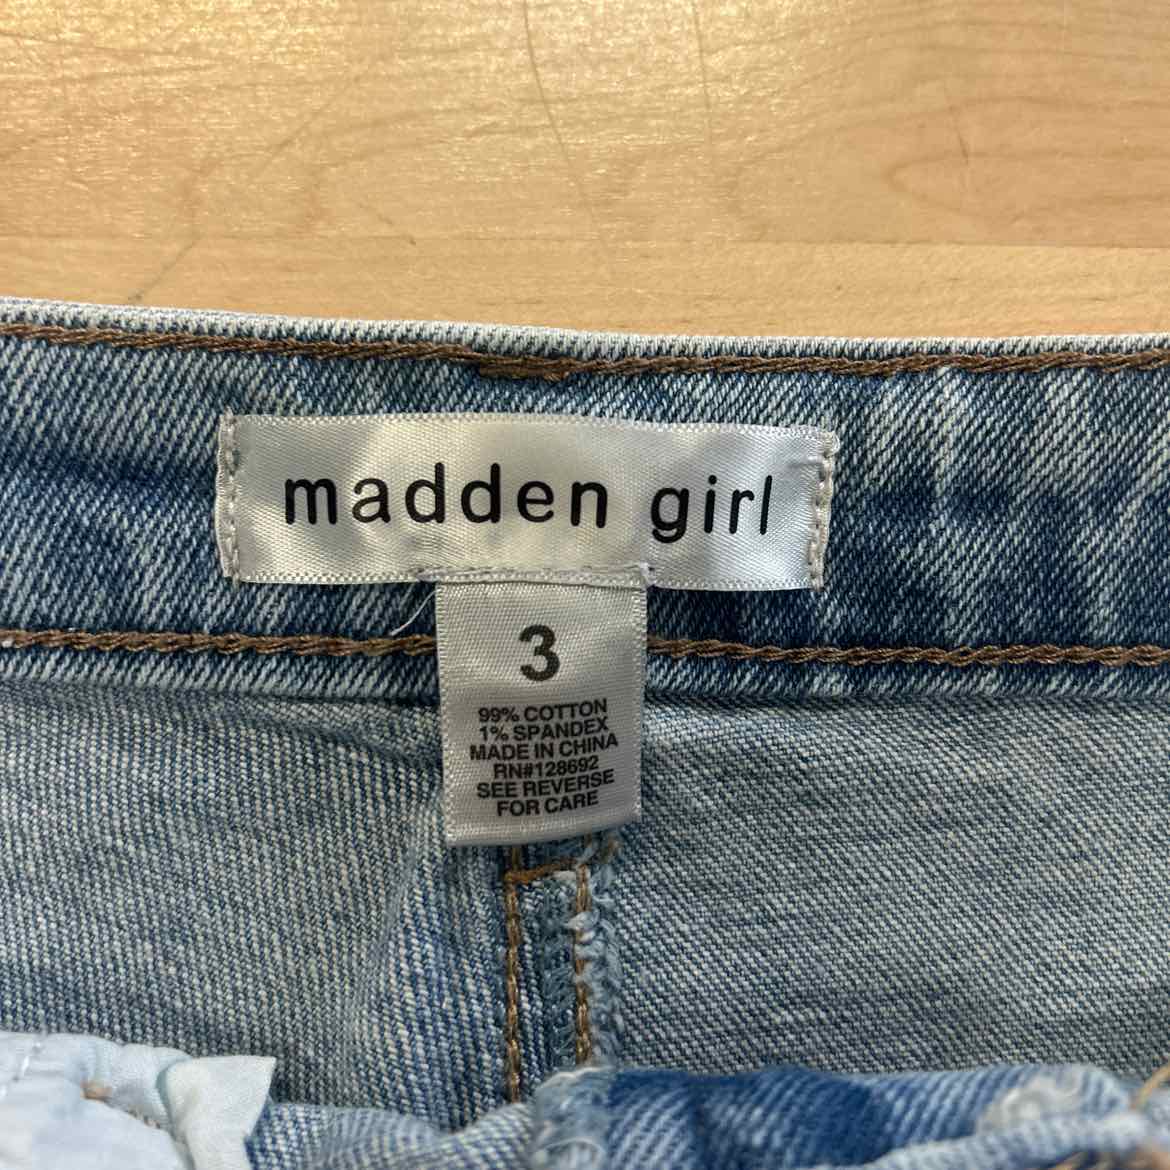 madden girl
3
99% COTTON
1% SPANDEX
MADE IN CHINA
RN#128692
SEE REVERSE
FOR CARE